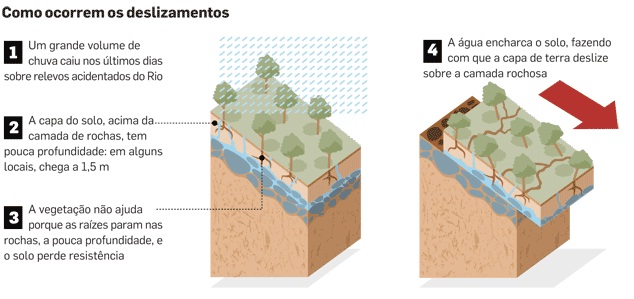 Como ocorrem os deslizamentos
1
Um grande volume de
chuva caiu nos últimos dias
sobre relevos acidentados do Rio
2
A capa do solo, acima da
camada de rochas, tem
pouca profundidade: em alguns
locais, chega a 1,5 m
3
A vegetação não ajuda
porque as raízes param nas
rochas, a pouca profundidade, e
o solo perde resistência
4
A água encharca o solo, fazendo
com que a capa de terra deslize
sobre a camada rochosa